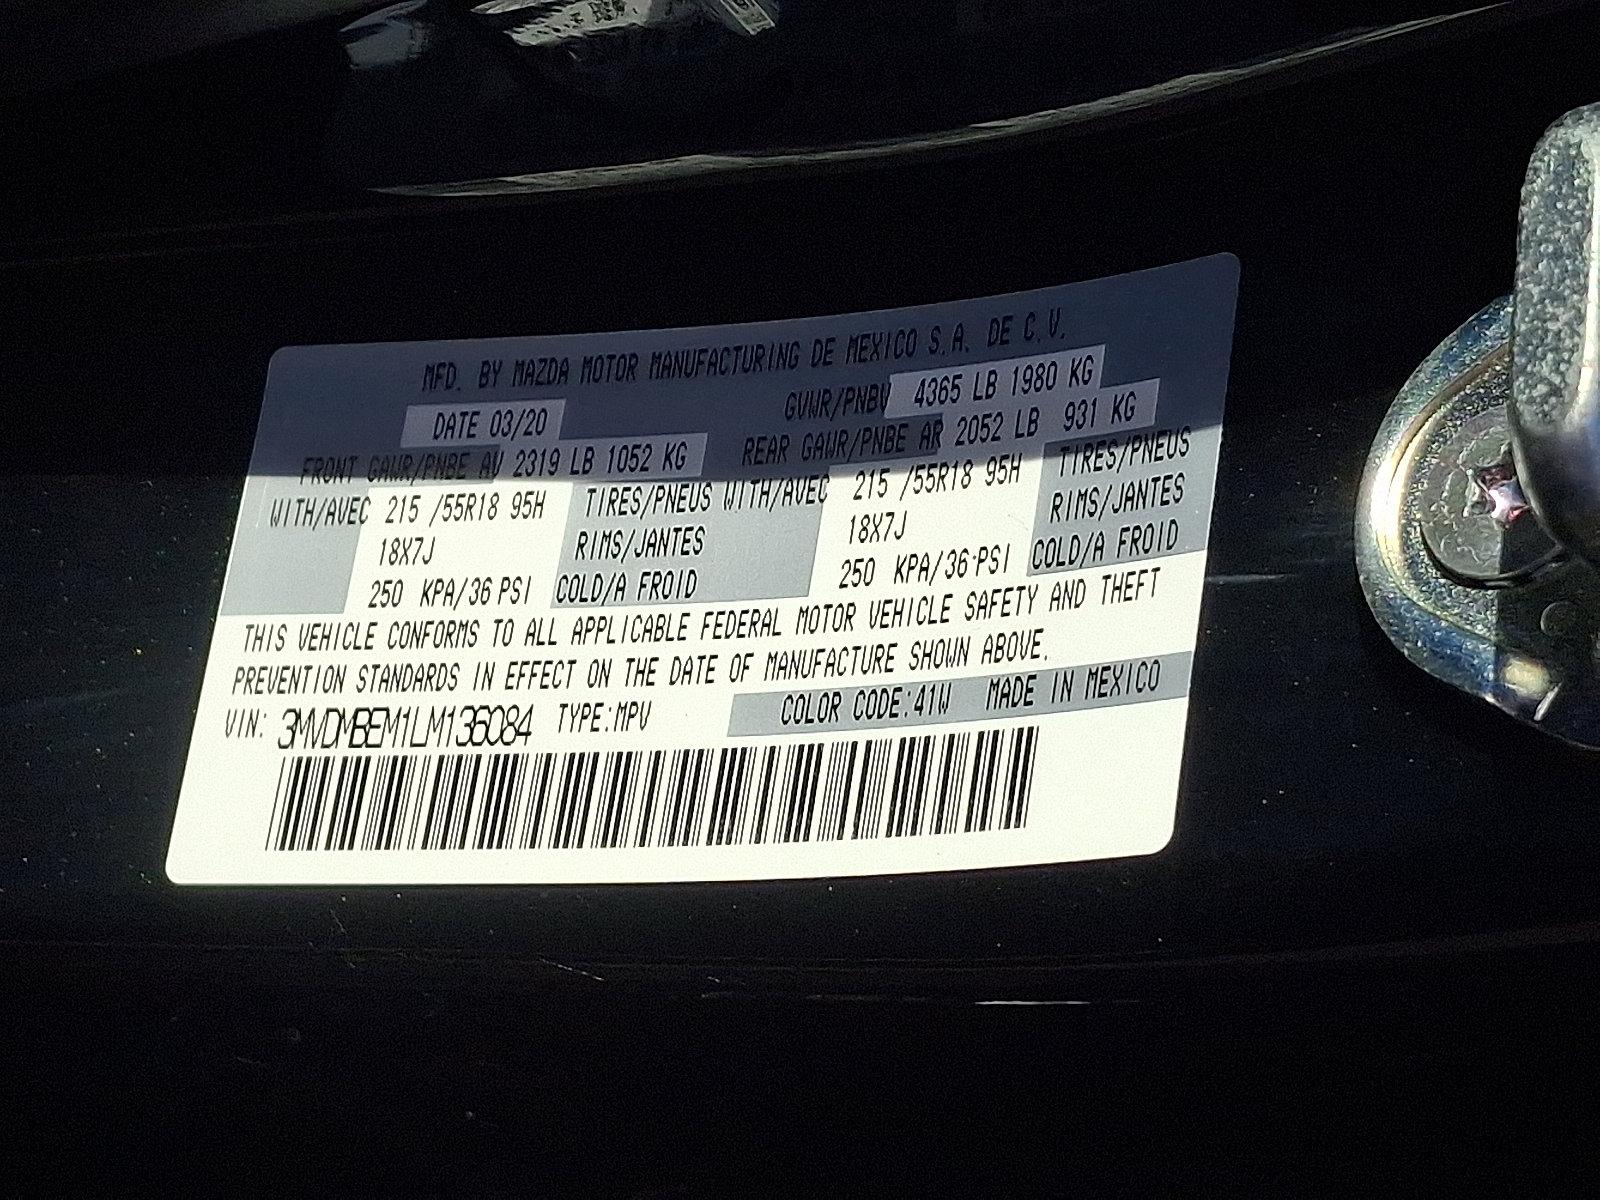 MFD. BY MAZDA MOTOR MANUFACTURING DE MEXICO S.A. DE C.V.
DATE 03/20 GVWR/PNBV 4365 LB 1980 KG
FRONT GAWR/PNBE AV 2319 LB 1052 KG REAR GAWR/PNBE AR 2052 LB 931 KG
WITH/AVEC 215 /55R18 95H TIRES/PNEUS WITH/AVEC 215 /55R18 95H TIRES/PNEUS
18X7J RIMS/JANTES 18X7J RIMS/JANTES
250 KPA/36 PSI COLD/A FROID 250 KPA/36 PSI COLD/A FROID
THIS VEHICLE CONFORMS TO ALL APPLICABLE FEDERAL MOTOR VEHICLE SAFETY AND THEFT
PREVENTION STANDARDS IN EFFECT ON THE DATE OF MANUFACTURE SHOWN ABOVE.
VIN: 3MVDMBEM1LM136084 TYPE:MPV COLOR CODE:41W MADE IN MEXICO